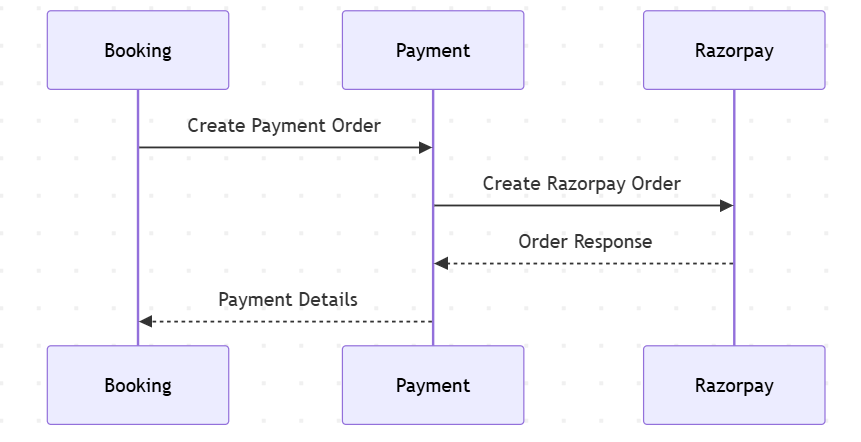 Booking
Payment
Razorpay
Create Payment Order
Create Razorpay Order
Order Response
Payment Details
Booking
Payment
Razorpay